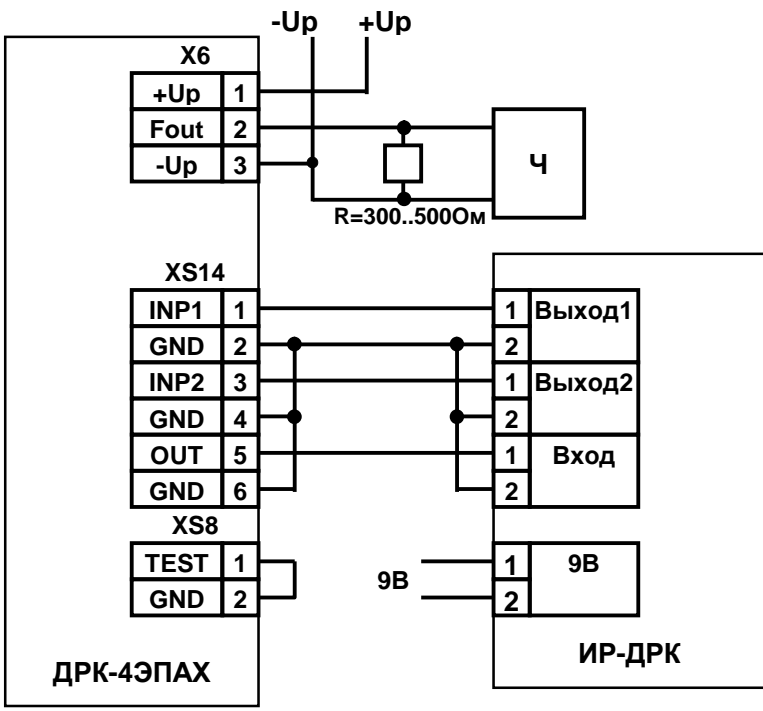 -Up +Up
X6
+Up 1
Fout 2
-Up 3
Ч
R=300..500Ом
XS14
INP1 1
GND 2
INP2 3
GND 4
OUT 5
GND 6
1 Выход1
2
1 Выход2
2
1 Вход
2
XS8
TEST 1
GND 2
9В
1 9В
2
ДРК-4ЭПАХ
ИР-ДРК